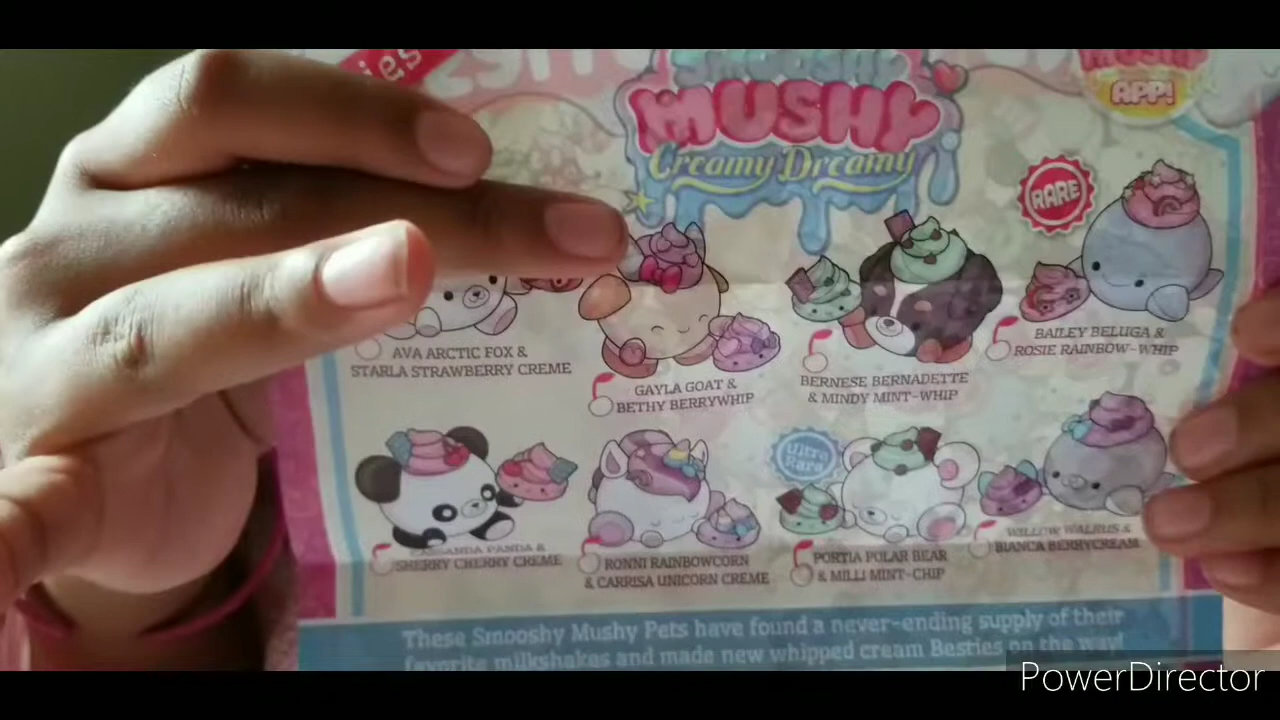 ies
SMOOSHY
MUSHY
Creamy Dreamy
MUSHY
APP!
RARE
AVA ARCTIC FOX &
STARLA STRAWBERRY CREME
GAYLA GOAT &
BETHY BERRYWHIP
BERNESE BERNADETTE
& MINDY MINT-WHIP
BAILEY BELUGA &
ROSIE RAINBOW-WHIP
Ultra
Rare
PANDA &
SHERRY CHERRY CREME
RONNI RAINBOWCORN
& CARRISA UNICORN CREME
PORTIA POLAR BEAR
& MILLI MINT-CHIP
WILLOW WALRUS &
BIANCA BERRYCREAM
These Smooshy Mushy Pets have found a never-ending supply of their
favorite milkshakes and made new whipped cream Besties on the way!
PowerDirector